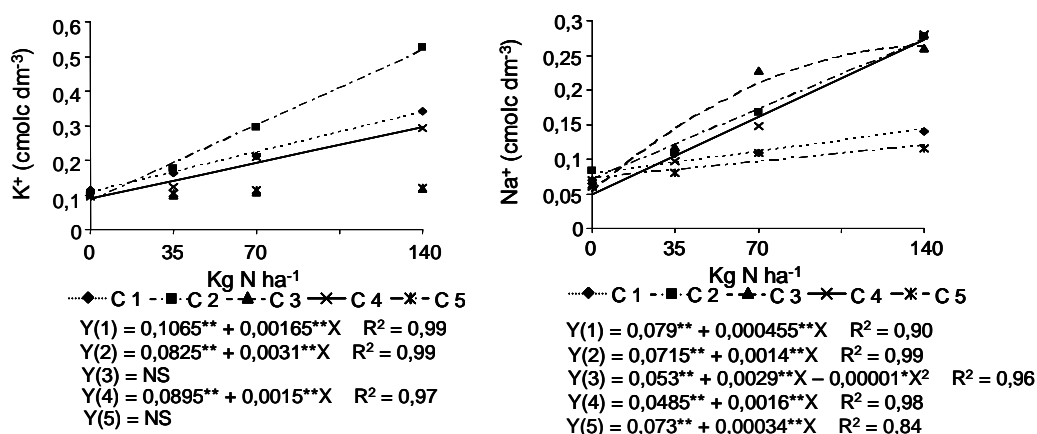 K⁺ (cmolc dm⁻³)
0,6
0,5
0,4
0,3
0,2
0,1
0
0 35 70 140
Kg N ha⁻¹
C 1 C 2 C 3 C 4 C 5
Y(1) = 0,1065** + 0,00165**X R² = 0,99
Y(2) = 0,0825** + 0,0031**X R² = 0,99
Y(3) = NS
Y(4) = 0,0895** + 0,0015**X R² = 0,97
Y(5) = NS
Na⁺ (cmolc dm⁻³)
0,3
0,25
0,2
0,15
0,1
0,05
0
0 35 70 140
Kg N ha⁻¹
C 1 C 2 C 3 C 4 C 5
Y(1) = 0,079** + 0,000455**X R² = 0,90
Y(2) = 0,0715** + 0,0014**X R² = 0,99
Y(3) = 0,053** + 0,0029**X – 0,00001*X² R² = 0,96
Y(4) = 0,0485** + 0,0016**X R² = 0,98
Y(5) = 0,073** + 0,00034**X R² = 0,84